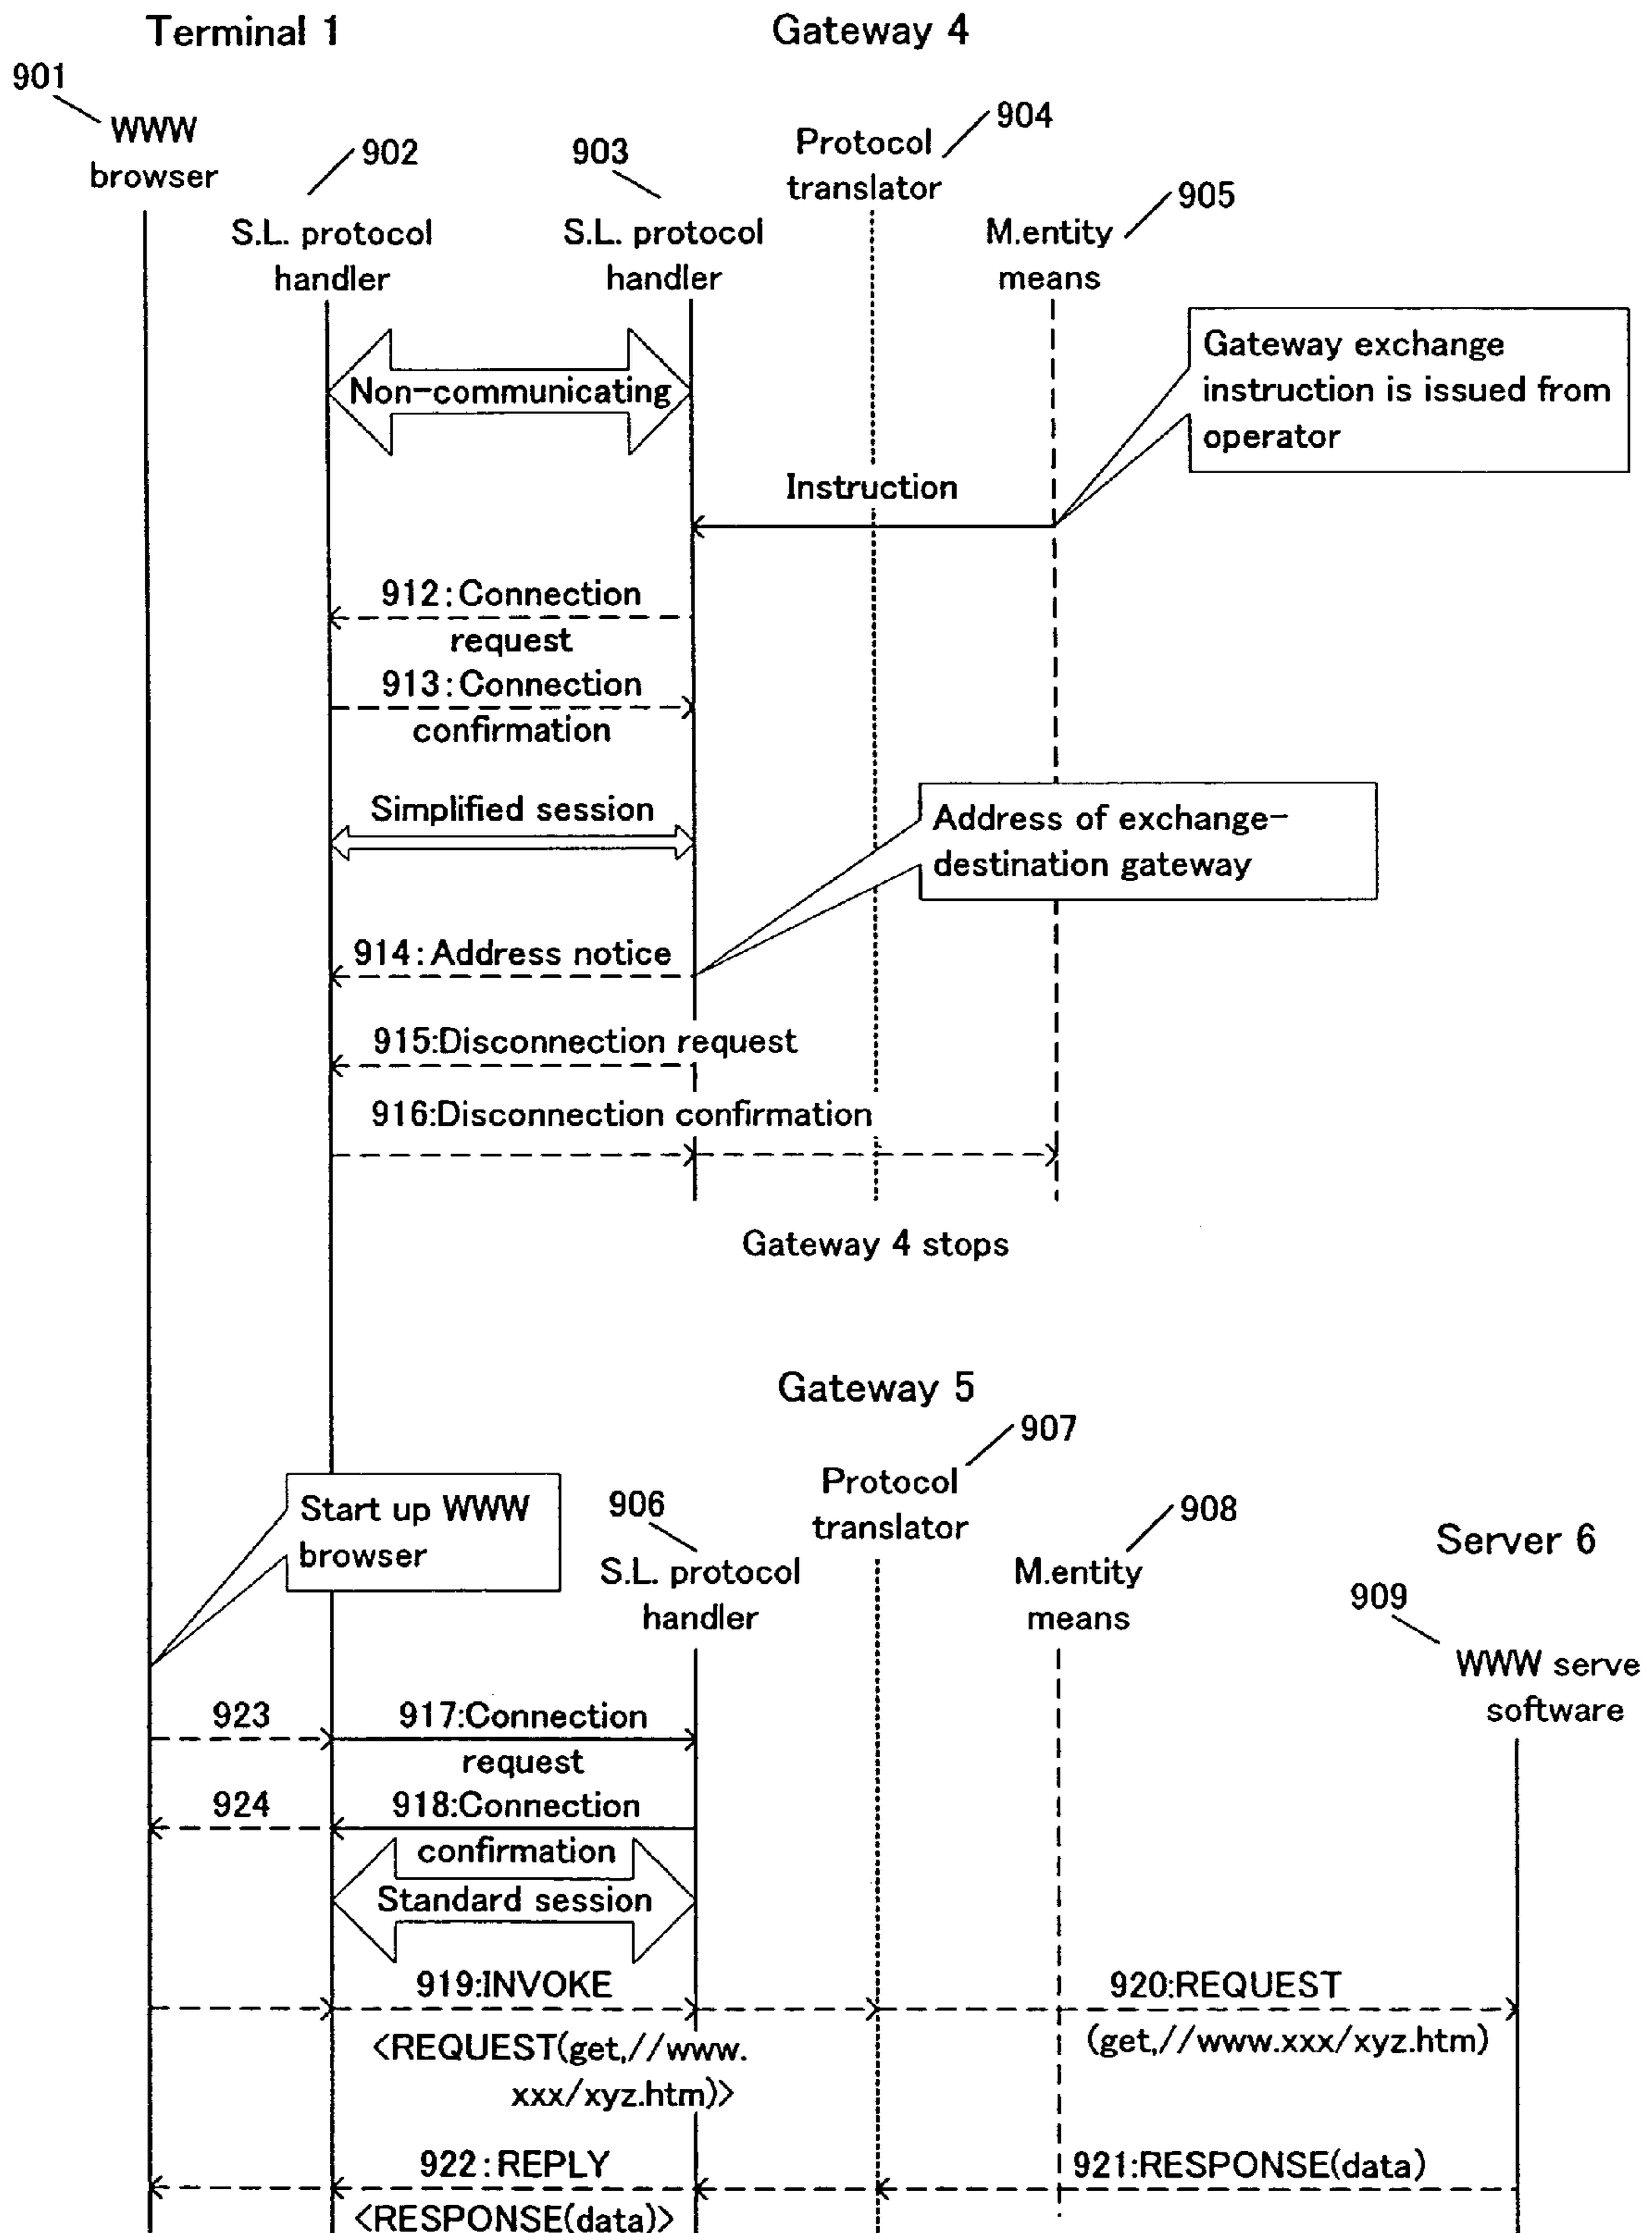 Terminal 1
Gateway 4
901
WWW
browser
902
S.L. protocol
handler
903
S.L. protocol
handler
904
Protocol
translator
905
M.entity
means
Non-communicating
Gateway exchange
instruction is issued from
operator
Instruction
912:Connection
request
913:Connection
confirmation
Simplified session
Address of exchange-
destination gateway
914:Address notice
915:Disconnection request
916:Disconnection confirmation
Gateway 4 stops
Gateway 5
907
Protocol
translator
Start up WWW
browser
906
S.L. protocol
handler
908
M.entity
means
Server 6
909
WWW serve
software
923
917:Connection
request
924
918:Connection
confirmation
Standard session
919:INVOKE
<REQUEST(get,//www.
xxx/xyz.htm)>
920:REQUEST
(get,//www.xxx/xyz.htm)
922:REPLY
<RESPONSE(data)>
921:RESPONSE(data)